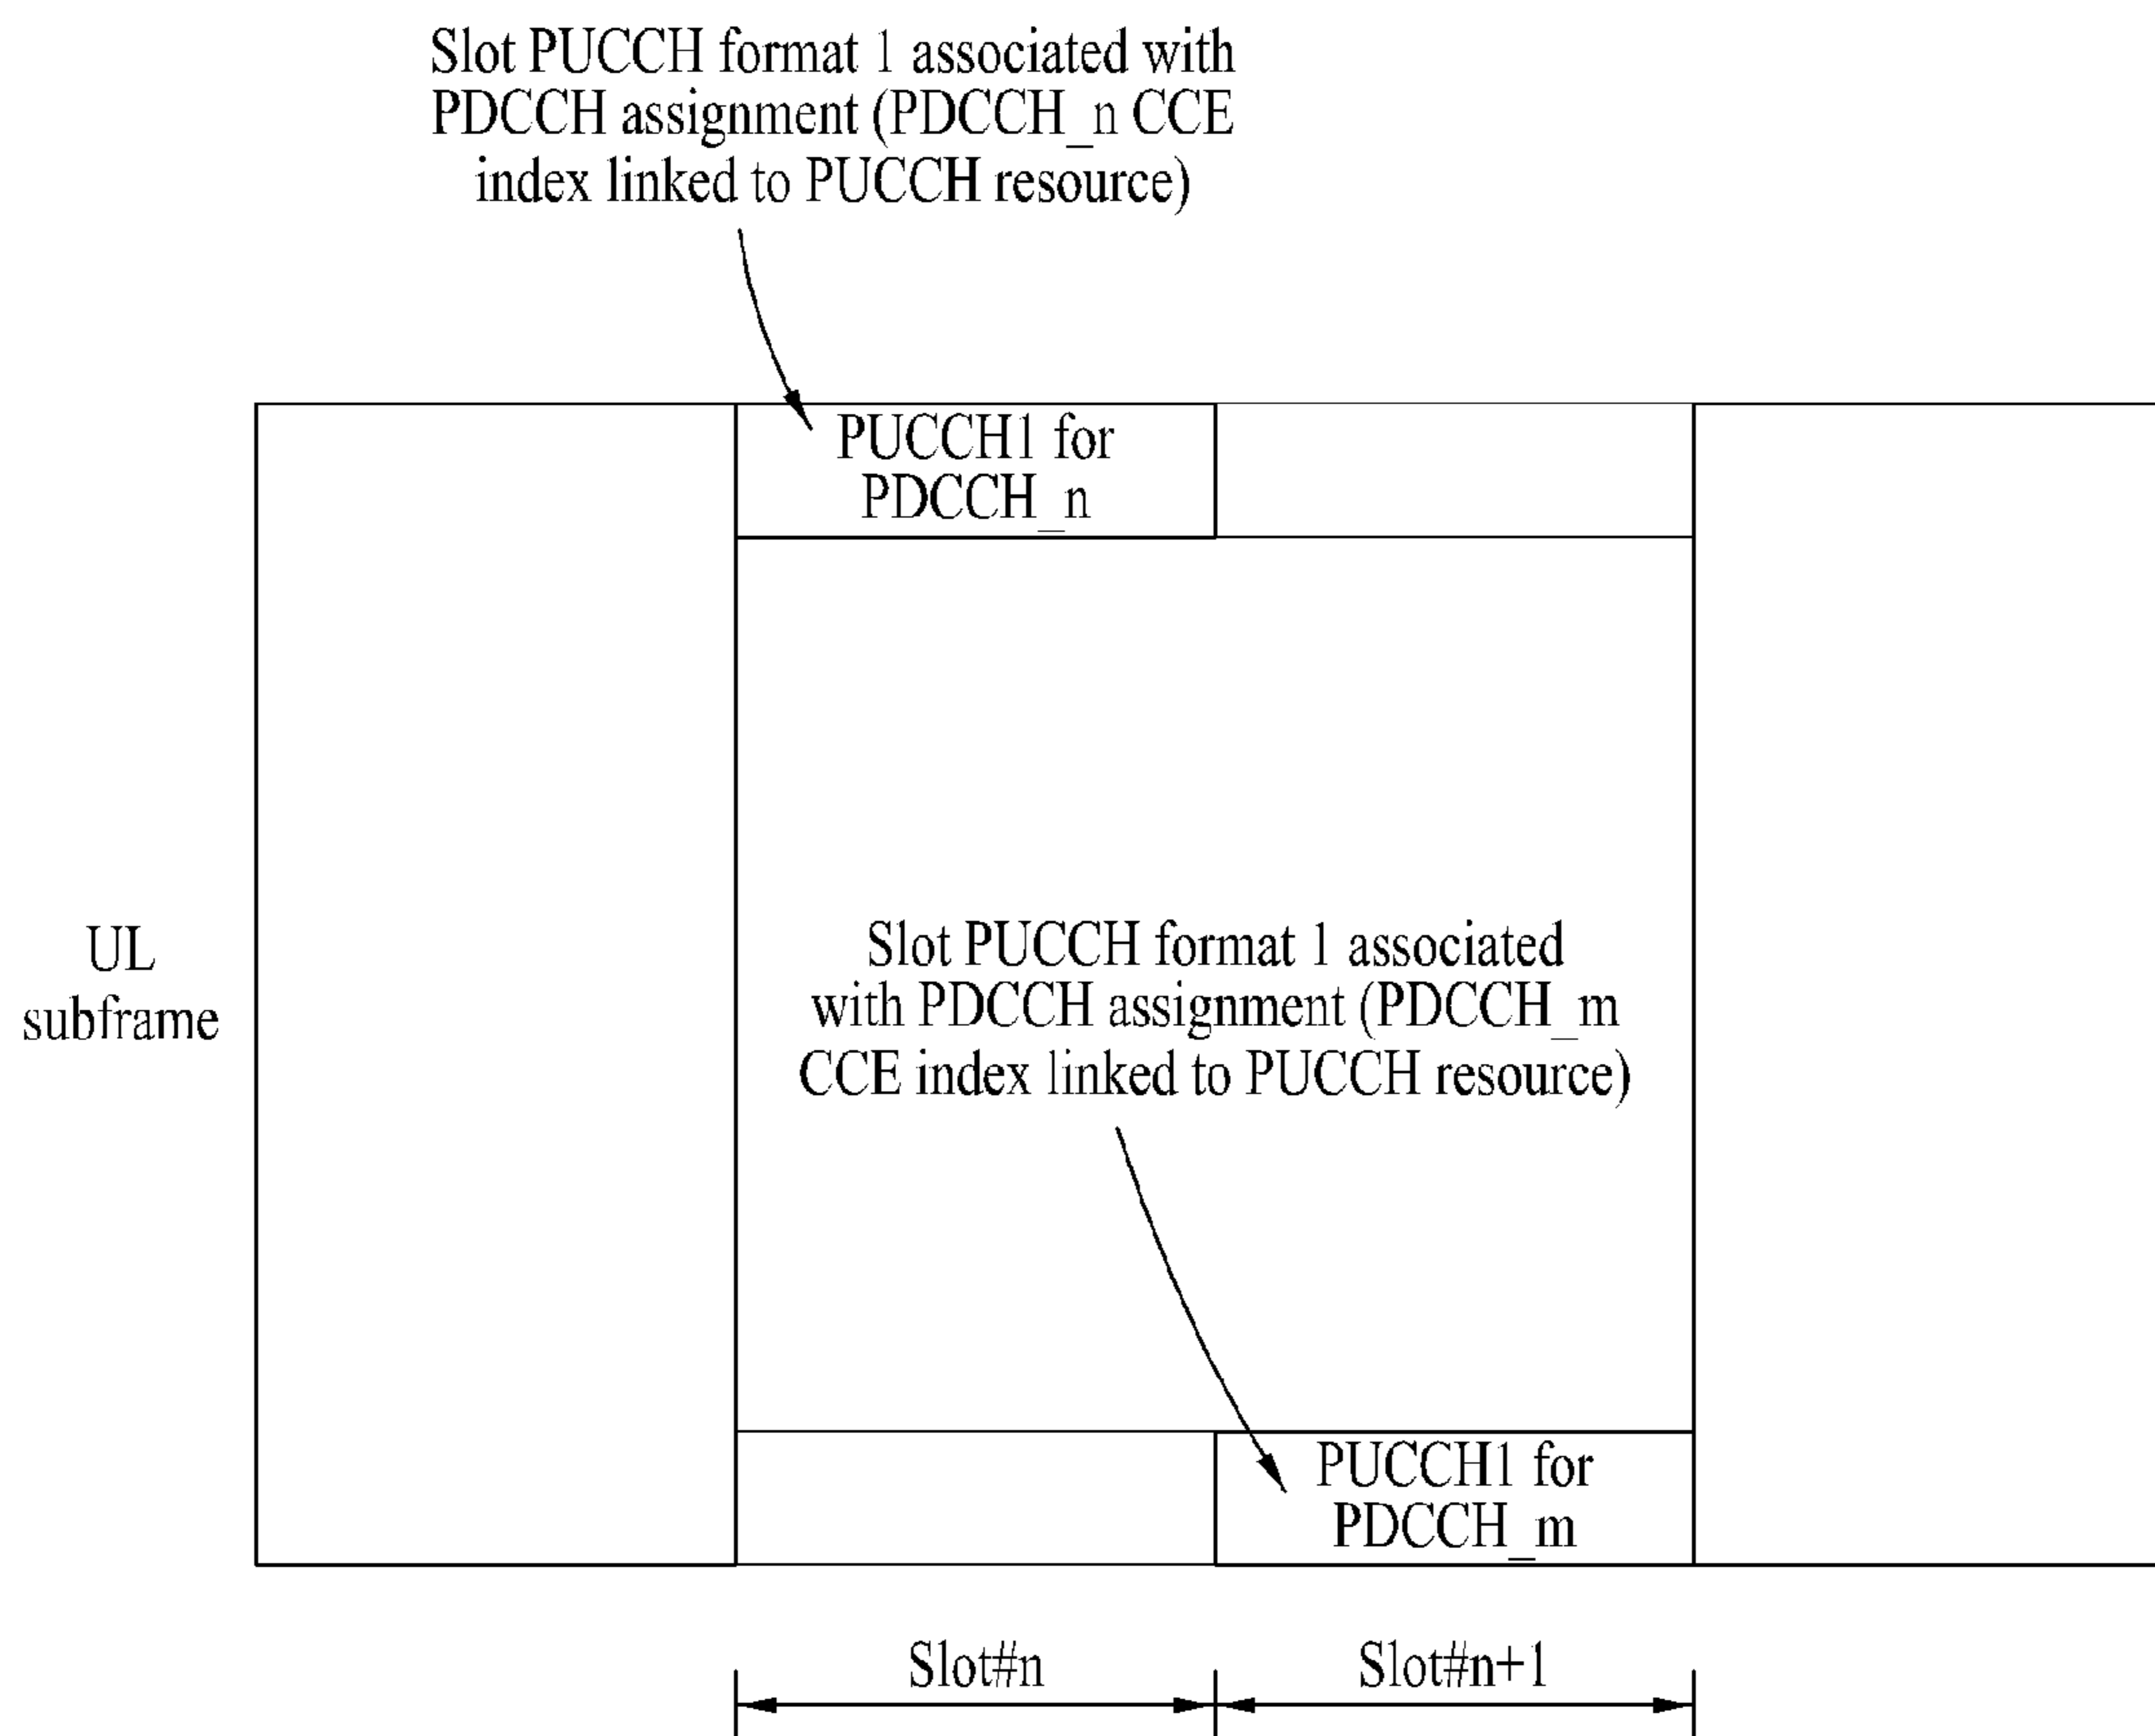 Slot PUCCH format 1 associated with
PDCCH assignment (PDCCH_n CCE
index linked to PUCCH resource)
PUCCH1 for
PDCCH_n
UL
subframe
Slot PUCCH format 1 associated
with PDCCH assignment (PDCCH_m
CCE index linked to PUCCH resource)
PUCCH1 for
PDCCH_m
Slot#n
Slot#n+1